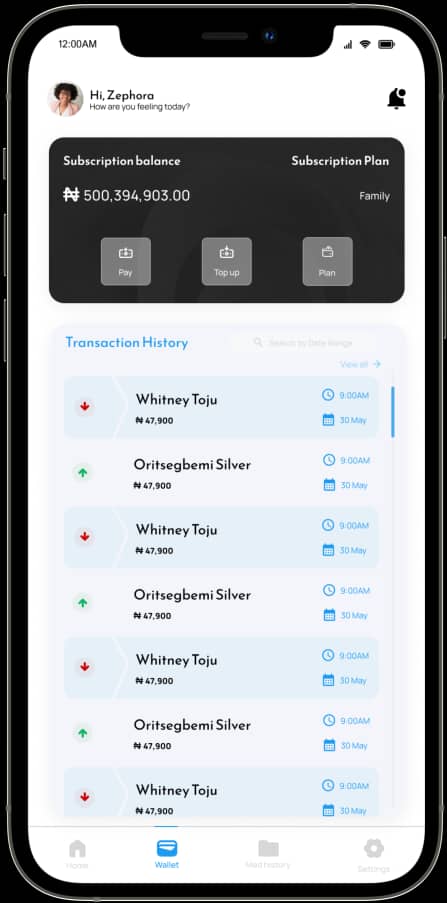 12:00AM
Hi, Zephora
How are you feeling today?
Subscription balance
Subscription Plan
₦ 500,394,903.00
Family
Pay
Top up
Plan
Transaction History
Search by Date Range
View all
Whitney Toju
9:00AM
₦ 47,900
30 May
Oritsegbemi Silver
9:00AM
₦ 47,900
30 May
Whitney Toju
9:00AM
₦ 47,900
30 May
Oritsegbemi Silver
9:00AM
₦ 47,900
30 May
Whitney Toju
9:00AM
₦ 47,900
30 May
Oritsegbemi Silver
9:00AM
₦ 47,900
30 May
Whitney Toju
9:00AM
₦ 47,900
30 May
Home
Wallet
Med history
Settings